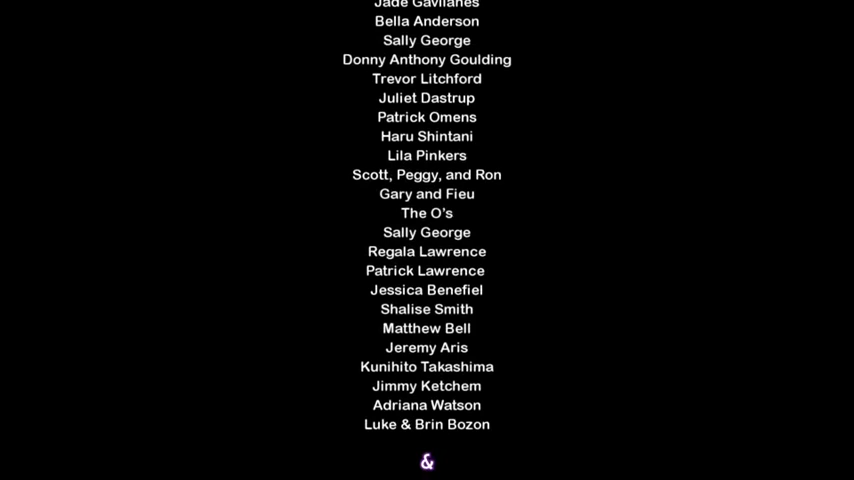 Jade Gavilanes
Bella Anderson
Sally George
Donny Anthony Goulding
Trevor Litchford
Juliet Dastrup
Patrick Omens
Haru Shintani
Lila Pinkers
Scott, Peggy, and Ron
Gary and Fieu
The O's
Sally George
Regala Lawrence
Patrick Lawrence
Jessica Benefiel
Shalise Smith
Matthew Bell
Jeremy Aris
Kunihito Takashima
Jimmy Ketchem
Adriana Watson
Luke & Brin Bozon
&